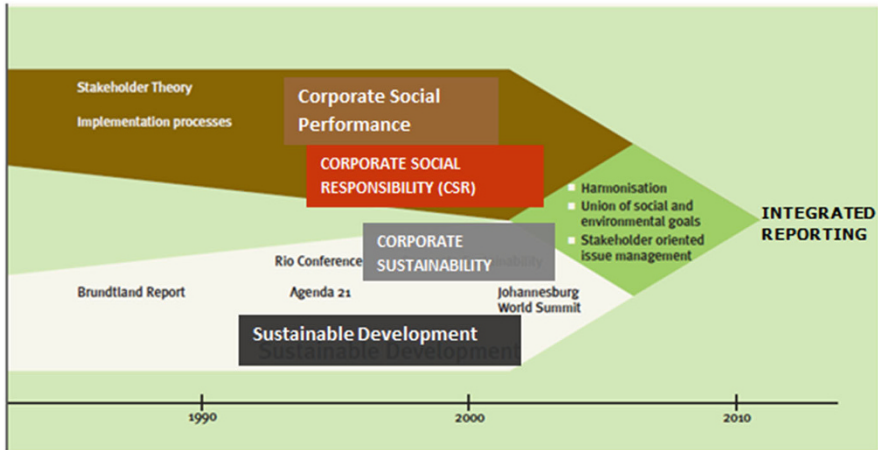 Stakeholder Theory
Implementation processes
Corporate Social
Performance
CORPORATE SOCIAL
RESPONSIBILITY (CSR)
Harmonisation
Union of social and
environmental goals
Stakeholder oriented
issue management
INTEGRATED
REPORTING
CORPORATE
SUSTAINABILITY
Rio Conference
Brundtland Report
Agenda 21
Johannesburg
World Summit
Sustainable Development
Sustainable Development
1990
2000
2010